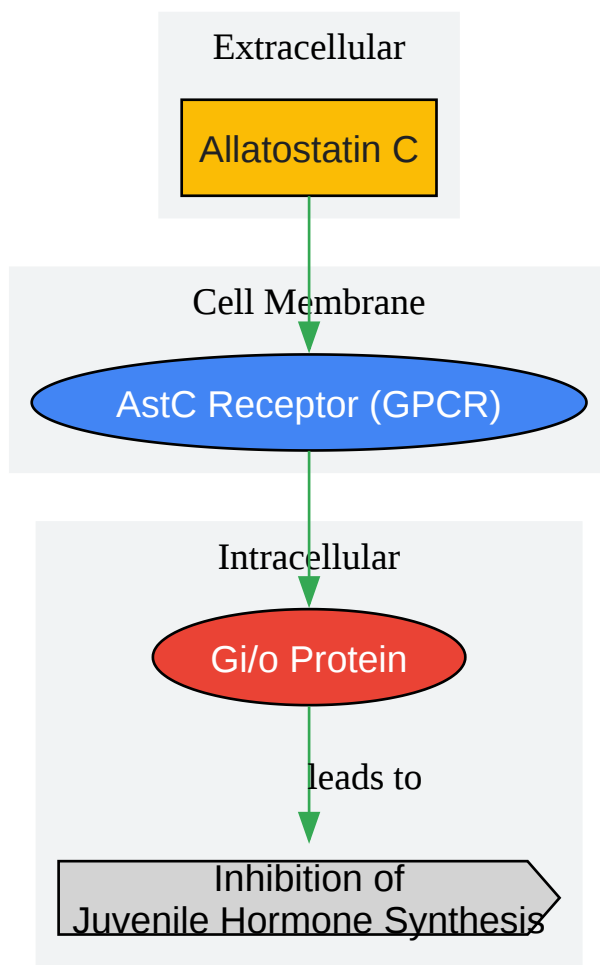 Extracellular
Allatostatin C
Cell Membrane
AstC Receptor (GPCR)
Intracellular
Gi/o Protein
leads to
Inhibition of
Juvenile Hormone Synthesis